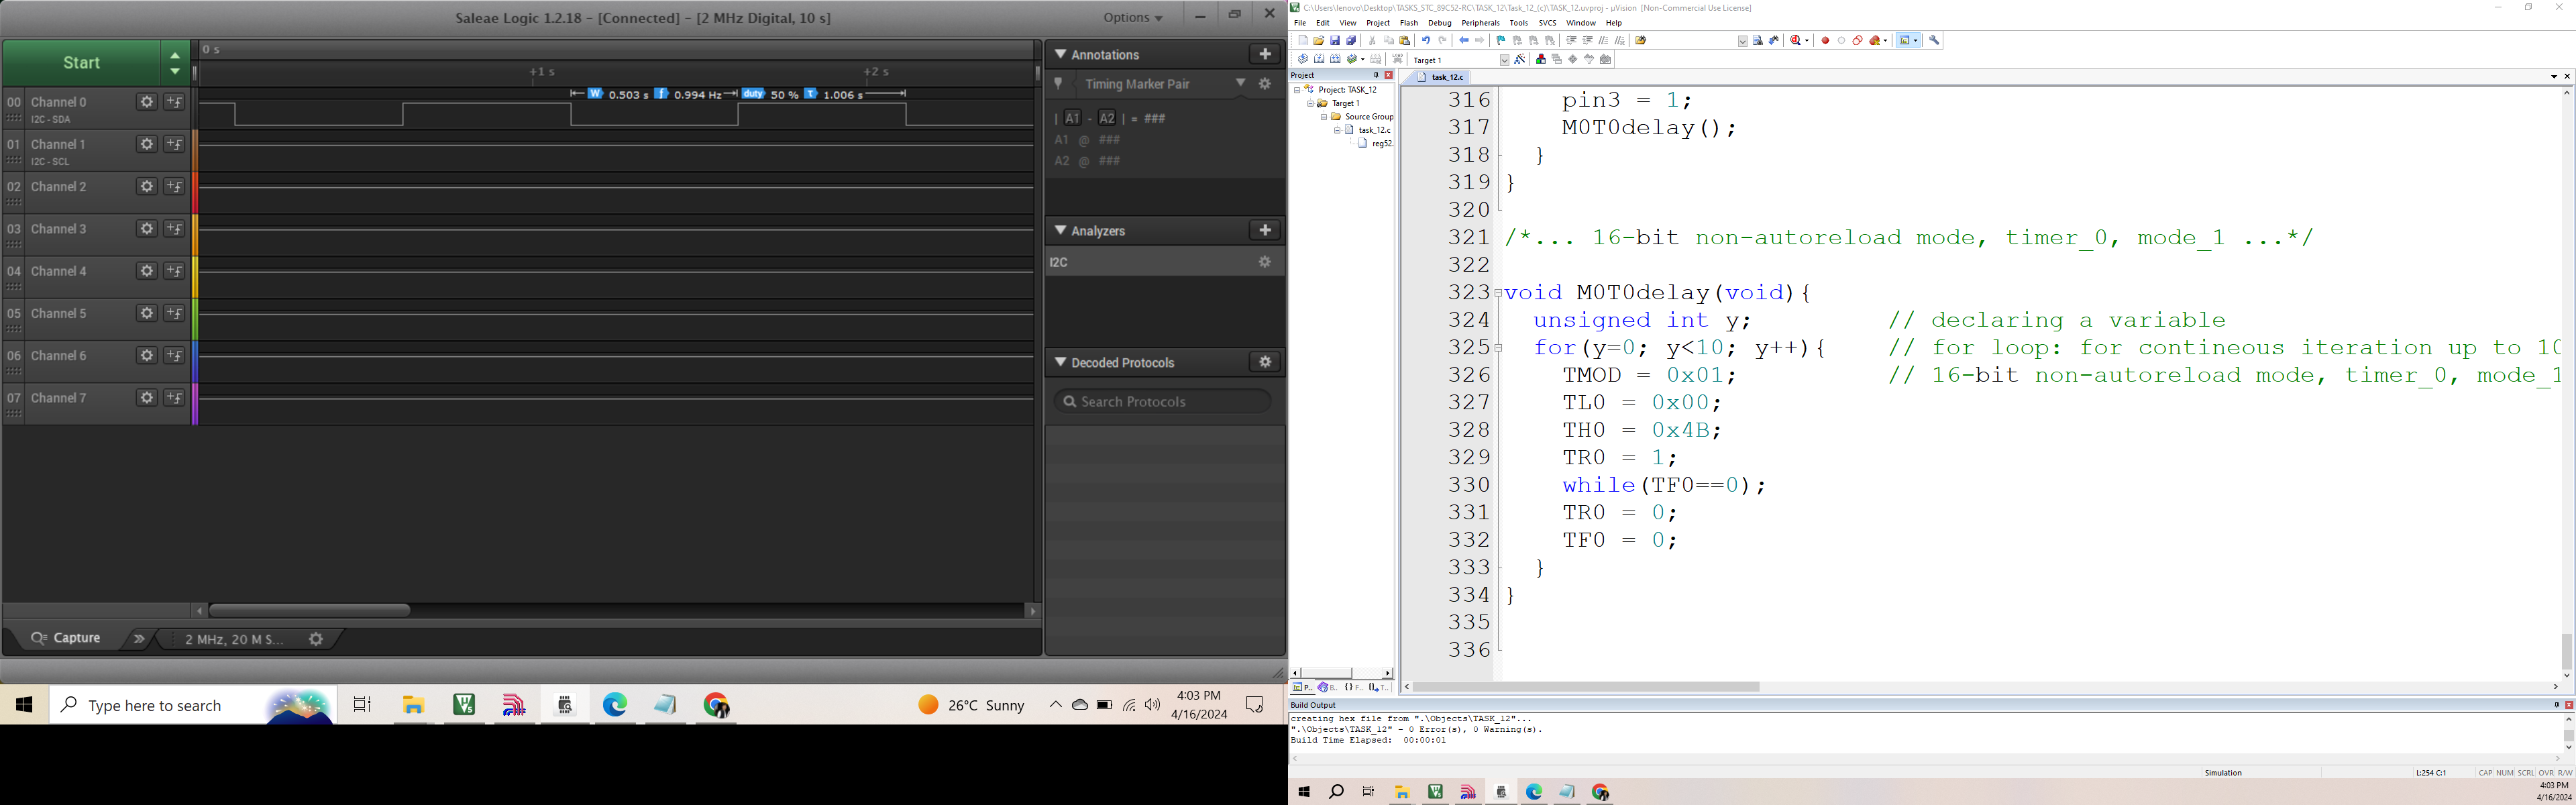 Saleae Logic 1.2.18 - [Connected] - [2 MHz Digital, 10 s]
Options
Start
0 s
+1 s
+2 s
00 Channel 0
I2C - SDA
W 0.503 s f 0.994 Hz duty 50 % T 1.006 s
01 Channel 1
I2C - SCL
02 Channel 2
03 Channel 3
04 Channel 4
05 Channel 5
06 Channel 6
07 Channel 7
Annotations
Timing Marker Pair
| A1 - A2 | = ###
A1 @ ###
A2 @ ###
Analyzers
I2C
Decoded Protocols
Search Protocols
Capture
2 MHz, 20 M S...
Type here to search
26°C Sunny
4:03 PM
4/16/2024
C:\Users\lenovo\Desktop\TASKS_STC_89C52-RC\TASK_12\Task_12_(c)\TASK_12.uvproj - µVision [Non-Commercial Use License]
File Edit View Project Flash Debug Peripherals Tools SVCS Window Help
Target 1
Project
Project: TASK_12
Target 1
Source Group
task_12.c
reg52.
task_12.c
316 pin3 = 1;
317 M0T0delay();
318 }
319 }
320
321 /*... 16-bit non-autoreload mode, timer_0, mode_1 ...*/
322
323 void M0T0delay(void){
324 unsigned int y; // declaring a variable
325 for(y=0; y<10; y++){ // for loop: for contineous iteration up to 10
326 TMOD = 0x01; // 16-bit non-autoreload mode, timer_0, mode_1
327 TL0 = 0x00;
328 TH0 = 0x4B;
329 TR0 = 1;
330 while(TF0==0);
331 TR0 = 0;
332 TF0 = 0;
333 }
334 }
335
336
P... B... {} F... T...
Build Output
creating hex file from ".\Objects\TASK_12"...
".\Objects\TASK_12" - 0 Error(s), 0 Warning(s).
Build Time Elapsed: 00:00:01
Simulation
L:254 C:1
CAP NUM SCRL OVR R/W
4:03 PM
4/16/2024